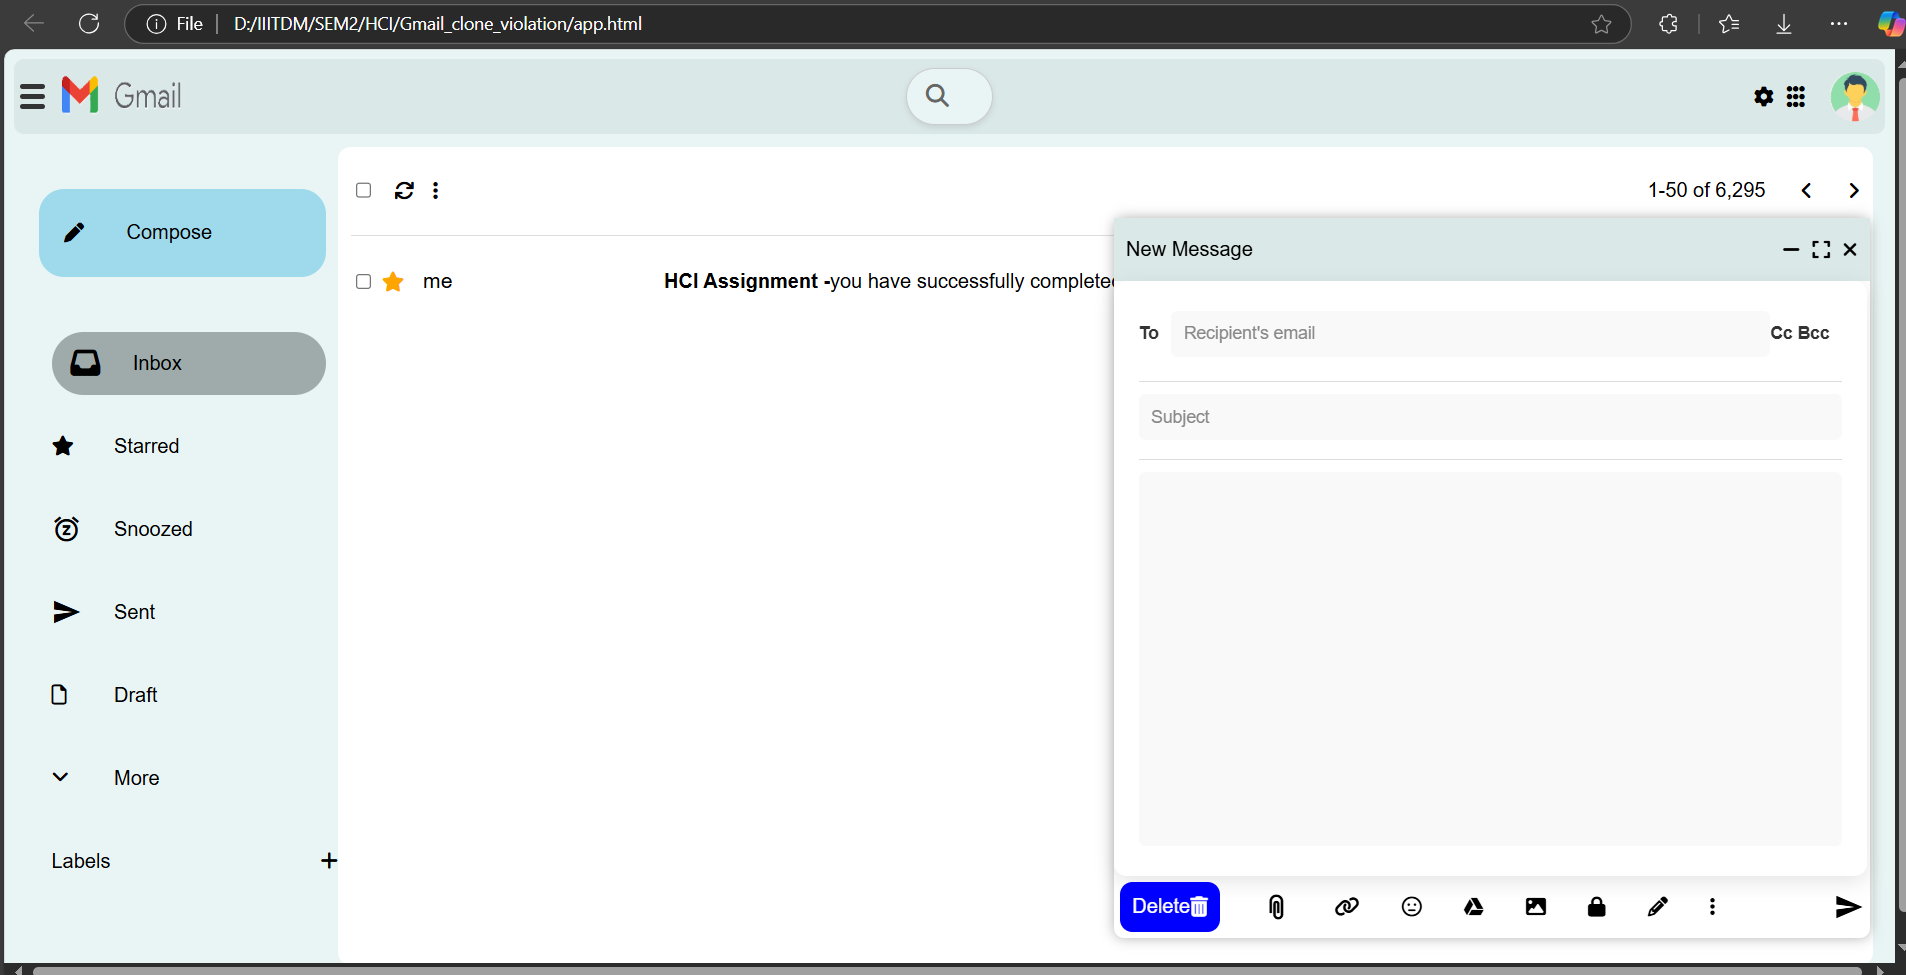 File D:/IIITDM/SEM2/HCI/Gmail_clone_violation/app.html
Gmail
Compose
1-50 of 6,295
New Message
me HCI Assignment -you have successfully complete
To Recipient's email Cc Bcc
Inbox
Subject
Starred
Snoozed
Sent
Draft
More
Labels
Delete